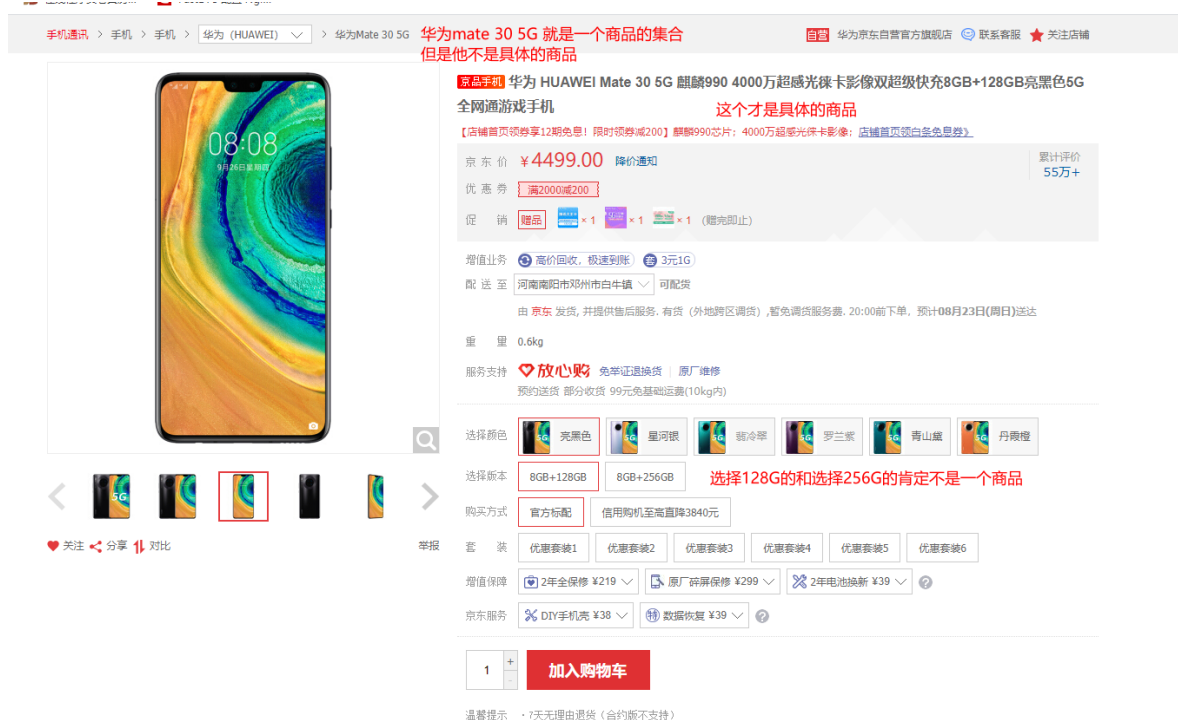 手机通讯 > 手机 > 手机 > 华为（HUAWEI） > 华为Mate 30 5G
华为mate 30 5G 就是一个商品的集合
但是他不是具体的商品
自营 华为京东自营官方旗舰店 联系客服 关注店铺
京品手机 华为 HUAWEI Mate 30 5G 麒麟990 4000万超感光徕卡影像双超级快充8GB+128GB亮黑色5G
全网通游戏手机
这个才是具体的商品
【店铺首页领券享12期免息！限时领券减200】麒麟990芯片；4000万超感光徕卡影像；店铺首页领白条免息券》
京东价 ￥4499.00 降价通知
累计评价
55万+
优惠券 满2000减200
促销 赠品 ×1 ×1 ×1 （赠完即止）
增值业务 高价回收，极速到账 3元1G
配送至 河南南阳市邓州市白牛镇 可配货
由 京东 发货, 并提供售后服务. 有货（外地跨区调货）,暂免调货服务费. 20:00前下单，预计08月23日(周日)送达
重量 0.6kg
服务支持 放心购 免举证退换货 | 原厂维修
预约送货 部分收货 99元免基础运费(10kg内)
选择颜色 亮黑色 星河银 翡冷翠 罗兰紫 青山黛 丹霞橙
选择版本 8GB+128GB 8GB+256GB
选择128G的和选择256G的肯定不是一个商品
购买方式 官方标配 信用购机至高直降3840元
套装 优惠套装1 优惠套装2 优惠套装3 优惠套装4 优惠套装5 优惠套装6
增值保障 2年全保修 ¥219 原厂碎屏保修 ¥299 2年电池换新 ¥39 ?
京东服务 DIY手机壳 ¥38 特 数据恢复 ¥39 ?
1 + -
加入购物车
温馨提示 ·7天无理由退货（合约版不支持）
08:08
9月26日星期四
5G
关注 分享 对比 举报